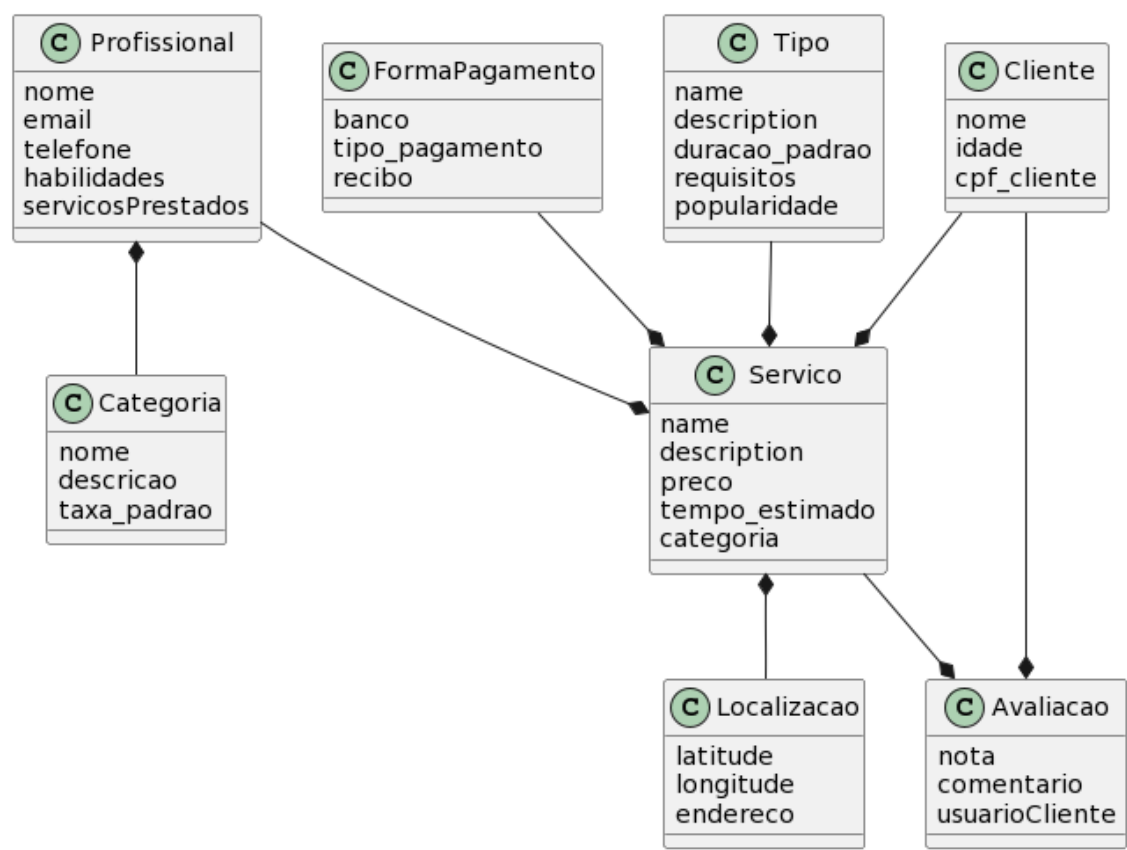 C Profissional
nome
email
telefone
habilidades
servicosPrestados
C FormaPagamento
banco
tipo_pagamento
recibo
C Tipo
name
description
duracao_padrao
requisitos
popularidade
C Cliente
nome
idade
cpf_cliente
C Categoria
nome
descricao
taxa_padrao
C Servico
name
description
preco
tempo_estimado
categoria
C Localizacao
latitude
longitude
endereco
C Avaliacao
nota
comentario
usuarioCliente